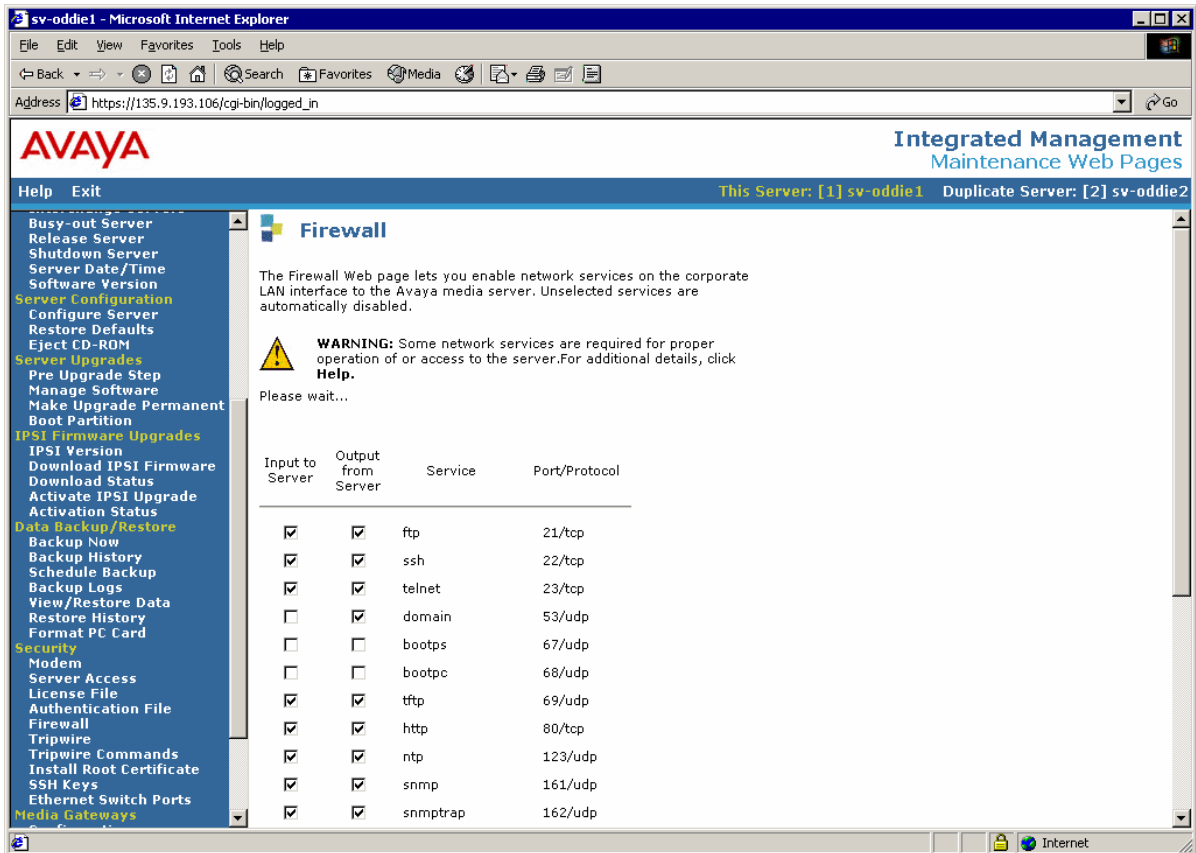 sv-oddie1 - Microsoft Internet Explorer
File Edit View Favorites Tools Help
Back Search Favorites Media
Address https://135.9.193.106/cgi-bin/logged_in Go
AVAYA
Integrated Management
Maintenance Web Pages
Help Exit This Server: [1] sv-oddie1 Duplicate Server: [2] sv-oddie2
Busy-out Server
Release Server
Shutdown Server
Server Date/Time
Software Version
Server Configuration
Configure Server
Restore Defaults
Eject CD-ROM
Server Upgrades
Pre Upgrade Step
Manage Software
Make Upgrade Permanent
Boot Partition
IPSI Firmware Upgrades
IPSI Version
Download IPSI Firmware
Download Status
Activate IPSI Upgrade
Activation Status
Data Backup/Restore
Backup Now
Backup History
Schedule Backup
Backup Logs
View/Restore Data
Restore History
Format PC Card
Security
Modem
Server Access
License File
Authentication File
Firewall
Tripwire
Tripwire Commands
Install Root Certificate
SSH Keys
Ethernet Switch Ports
Media Gateways
Firewall
The Firewall Web page lets you enable network services on the corporate
LAN interface to the Avaya media server. Unselected services are
automatically disabled.
WARNING: Some network services are required for proper
operation of or access to the server.For additional details, click
Help.
Please wait...
Input to Server Output from Server Service Port/Protocol
ftp 21/tcp
ssh 22/tcp
telnet 23/tcp
domain 53/udp
bootps 67/udp
bootpc 68/udp
tftp 69/udp
http 80/tcp
ntp 123/udp
snmp 161/udp
snmptrap 162/udp
Internet